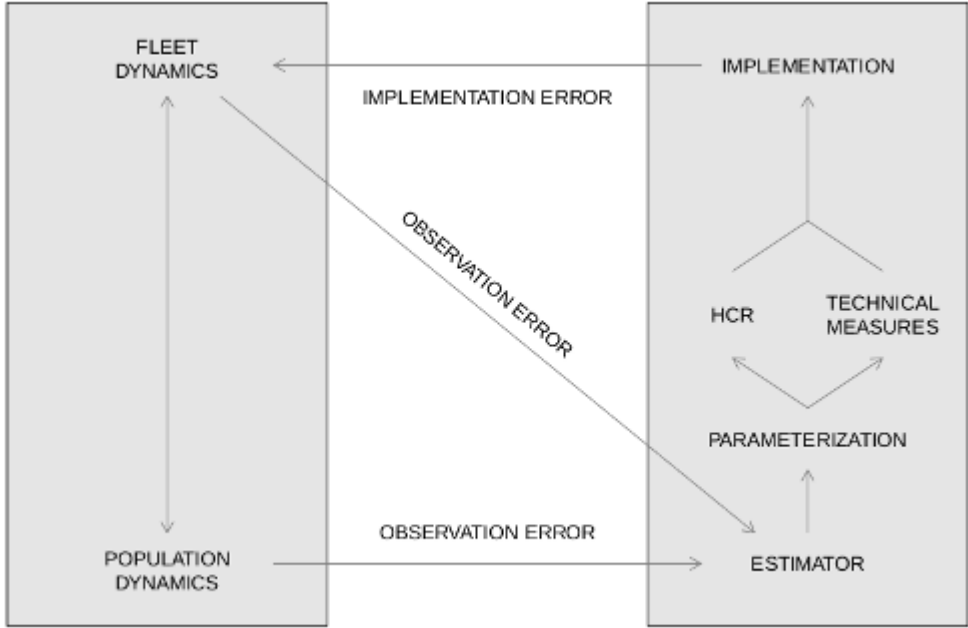 FLEET
DYNAMICS
IMPLEMENTATION ERROR
IMPLEMENTATION
OBSERVATION ERROR
HCR
TECHNICAL
MEASURES
PARAMETERIZATION
OBSERVATION ERROR
POPULATION
DYNAMICS
ESTIMATOR